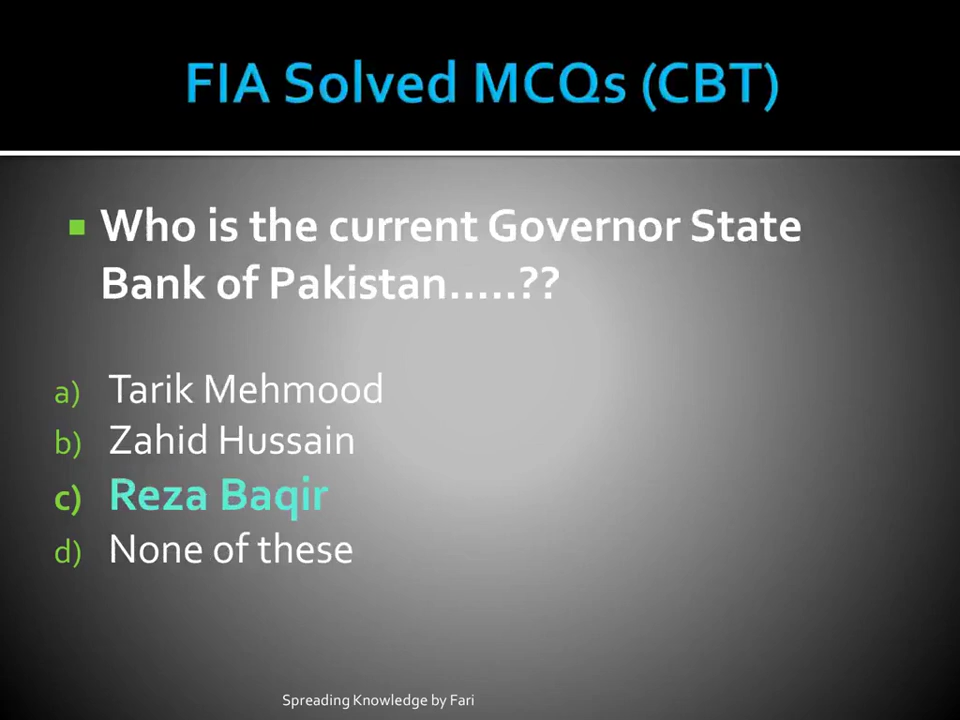 FIA Solved MCQs (CBT)
Who is the current Governor State
Bank of Pakistan.....??
a) Tarik Mehmood
b) Zahid Hussain
c) Reza Baqir
d) None of these
Spreading Knowledge by Fari